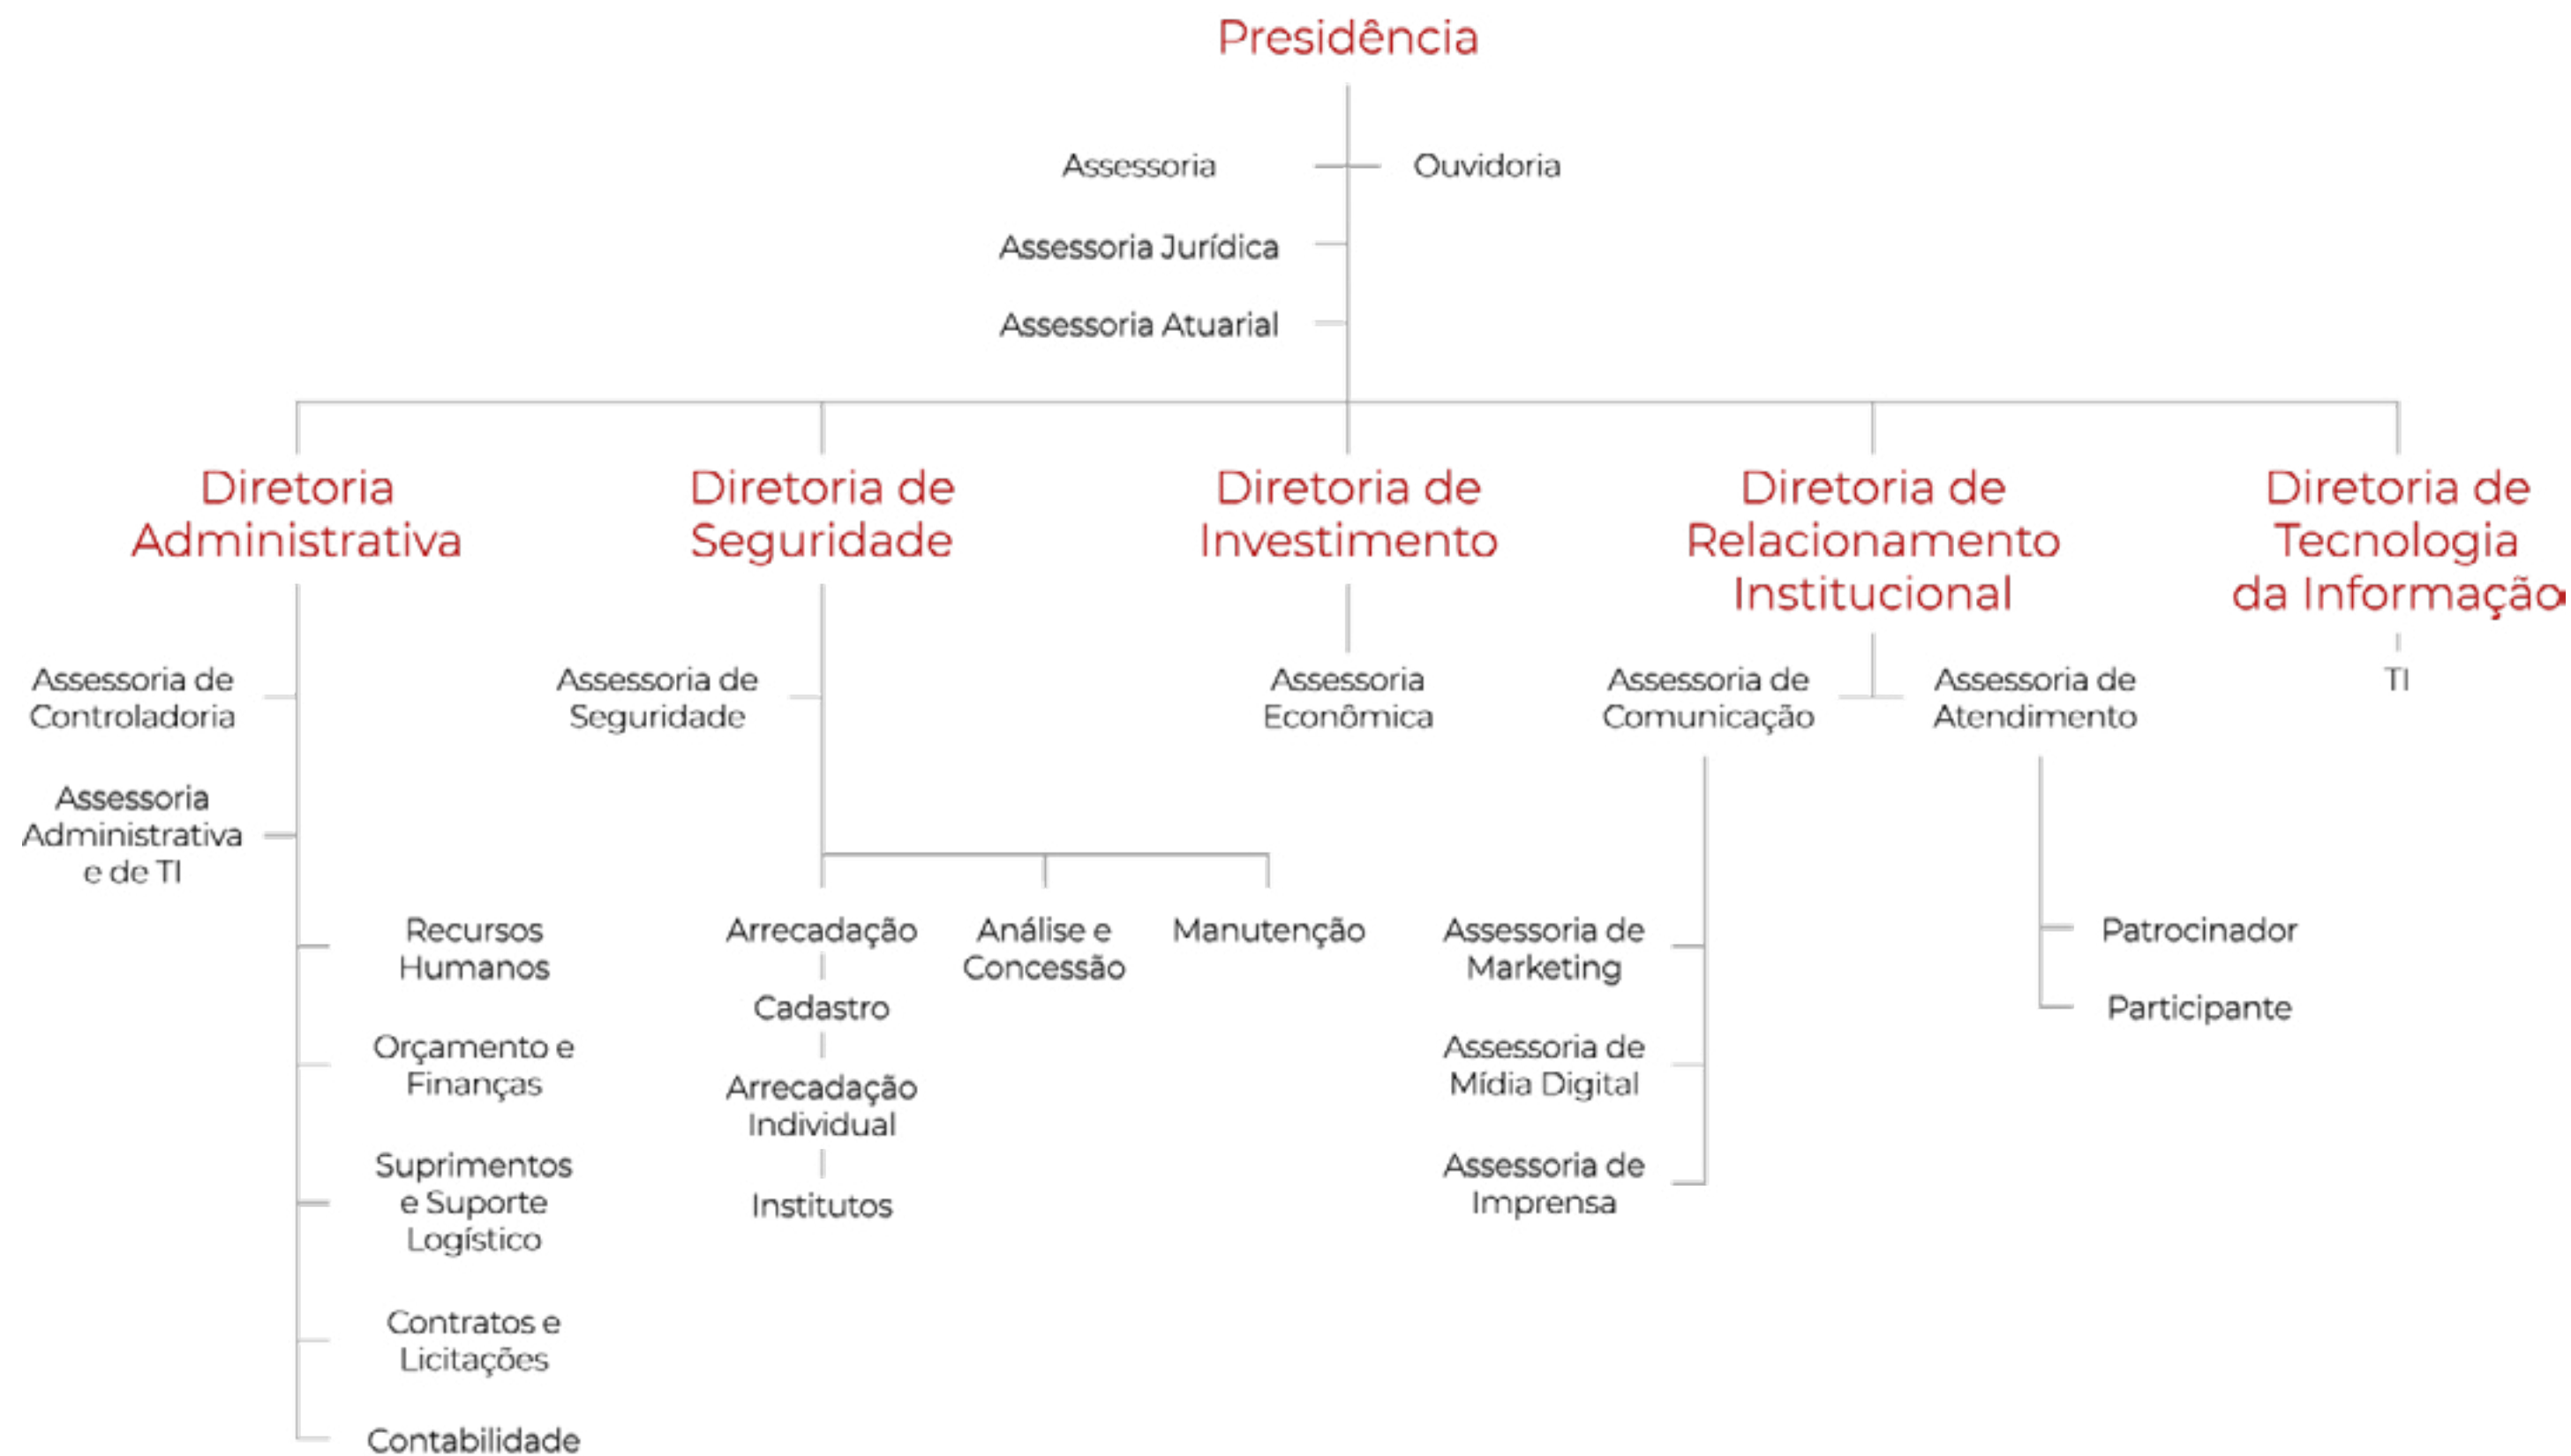 Presidência
Assessoria
Ouvidoria
Assessoria Jurídica
Assessoria Atuarial
Diretoria
Administrativa
Assessoria de
Controladoria
Assessoria
Administrativa
e de TI
Recursos
Humanos
Orçamento e
Finanças
Suprimentos
e Suporte
Logístico
Contratos e
Licitações
Contabilidade
Diretoria de
Seguridade
Assessoria de
Seguridade
Arrecadação
Cadastro
Arrecadação
Individual
Institutos
Análise e
Concessão
Manutenção
Diretoria de
Investimento
Assessoria
Econômica
Diretoria de
Relacionamento
Institucional
Assessoria de
Comunicação
Assessoria de
Marketing
Assessoria de
Mídia Digital
Assessoria de
Imprensa
Assessoria de
Atendimento
Patrocinador
Participante
Diretoria de
Tecnologia
da Informação
TI